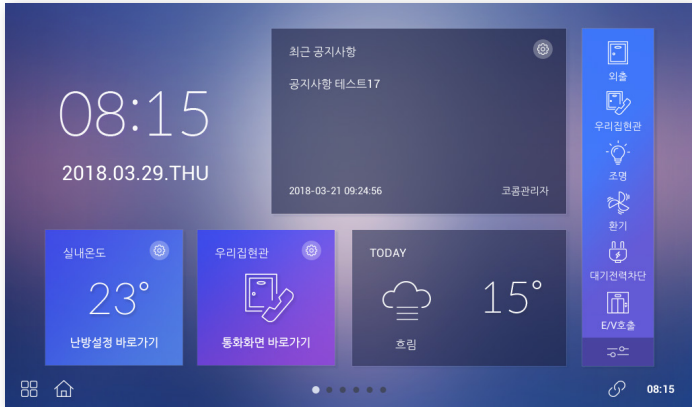 08:15
2018.03.29.THU
최근 공지사항
공지사항 테스트17
2018-03-21 09:24:56
코콤관리자
실내온도
23°
난방설정 바로가기
우리집현관
통화화면 바로가기
TODAY
15°
흐림
외출
우리집현관
조명
환기
대기전력차단
E/V호출
08:15